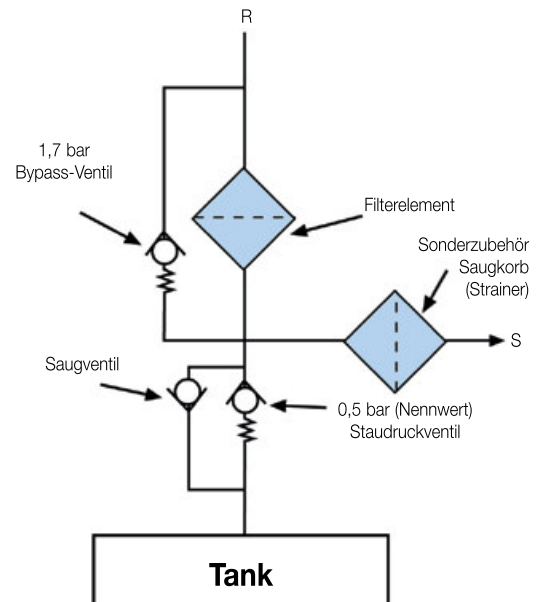 R
1,7 bar
Bypass-Ventil
Filterelement
Sonderzubehör
Saugkorb
(Strainer)
S
Saugventil
0,5 bar (Nennwert)
Staudruckventil
Tank